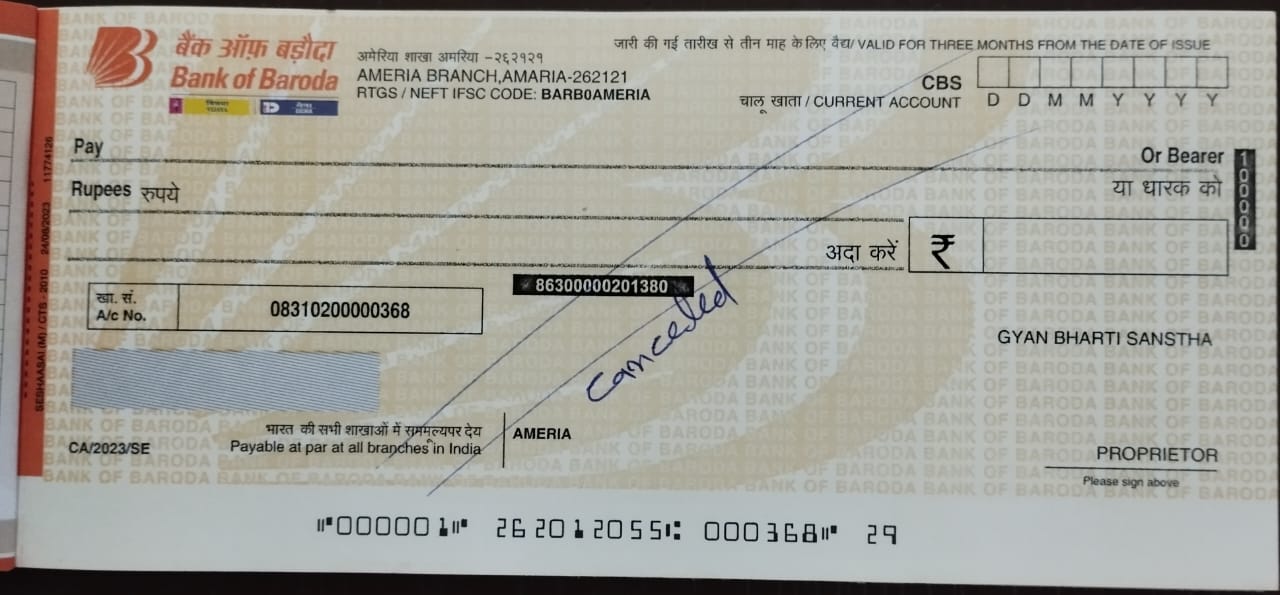 जारी की गई तारीख से तीन माह के लिए वैद्य/ VALID FOR THREE MONTHS FROM THE DATE OF ISSUE
बैंक ऑफ़ बड़ौदा
Bank of Baroda
अमेरिया शाखा अमरिया -२६२१२१
AMERIA BRANCH,AMARIA-262121
RTGS / NEFT IFSC CODE: BARB0AMERIA
CBS
चालू खाता / CURRENT ACCOUNT
D D M M Y Y Y Y
Pay
Or Bearer
Rupees रुपये
या धारक को
अदा करें ₹
100000
86300000201380
खा. सं.
A/c No. 08310200000368
cancelled
GYAN BHARTI SANSTHA
भारत की सभी शाखाओं में सममूल्यपर देय
Payable at par at all branches in India
AMERIA
CA/2023/SE
PROPRIETOR
Please sign above
SESHAASAI (M) / CTS - 2010 24/08/2023 11774126
⑈000001⑈ 262012055⑆ 000368⑈ 29